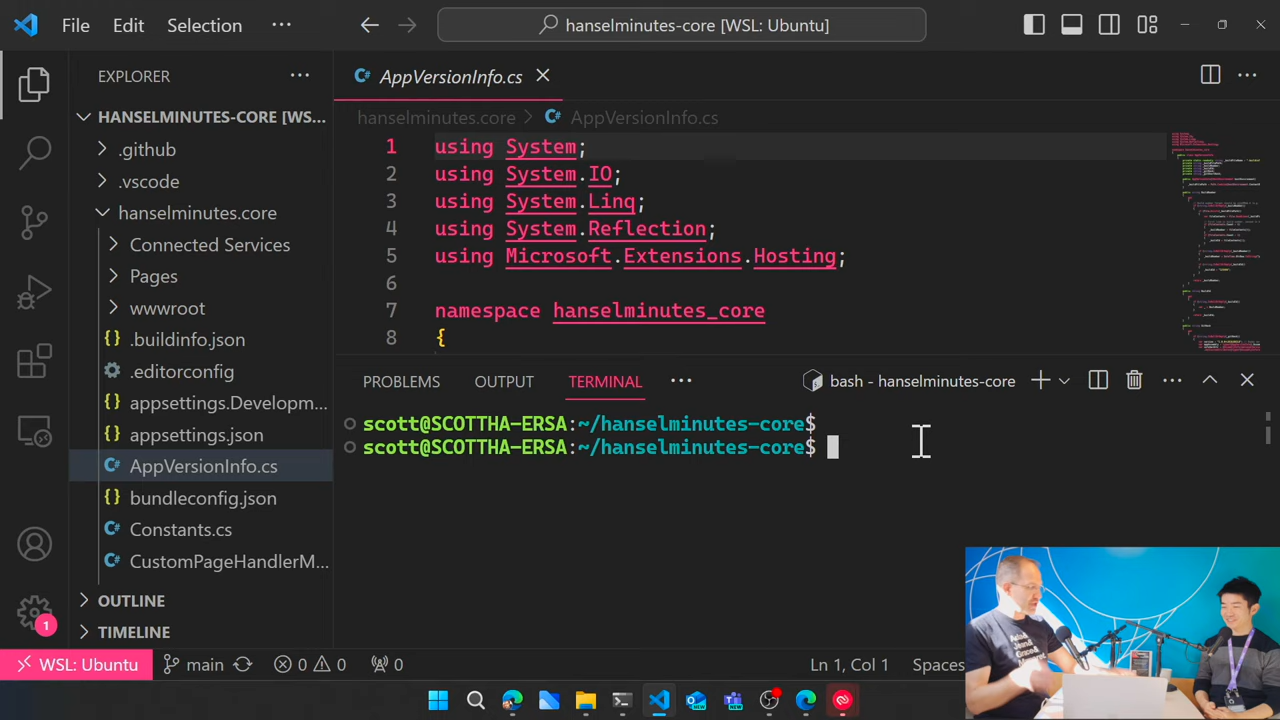 File Edit Selection ···
hanselminutes-core [WSL: Ubuntu]
EXPLORER ···
HANSELMINUTES-CORE [WS...
.github
.vscode
hanselminutes.core
Connected Services
Pages
wwwroot
{} .buildinfo.json
.editorconfig
{} appsettings.Developm...
{} appsettings.json
C# AppVersionInfo.cs
{} bundleconfig.json
C# Constants.cs
C# CustomPageHandlerM...
OUTLINE
TIMELINE
C# AppVersionInfo.cs
hanselminutes.core > C# AppVersionInfo.cs
1 using System;
2 using System.IO;
3 using System.Linq;
4 using System.Reflection;
5 using Microsoft.Extensions.Hosting;
6
7 namespace hanselminutes_core
8 {
PROBLEMS OUTPUT TERMINAL ··· bash - hanselminutes-core
scott@SCOTTHA-ERSA:~/hanselminutes-core$
scott@SCOTTHA-ERSA:~/hanselminutes-core$
1
WSL: Ubuntu main 0 0 0 Ln 1, Col 1 Spaces